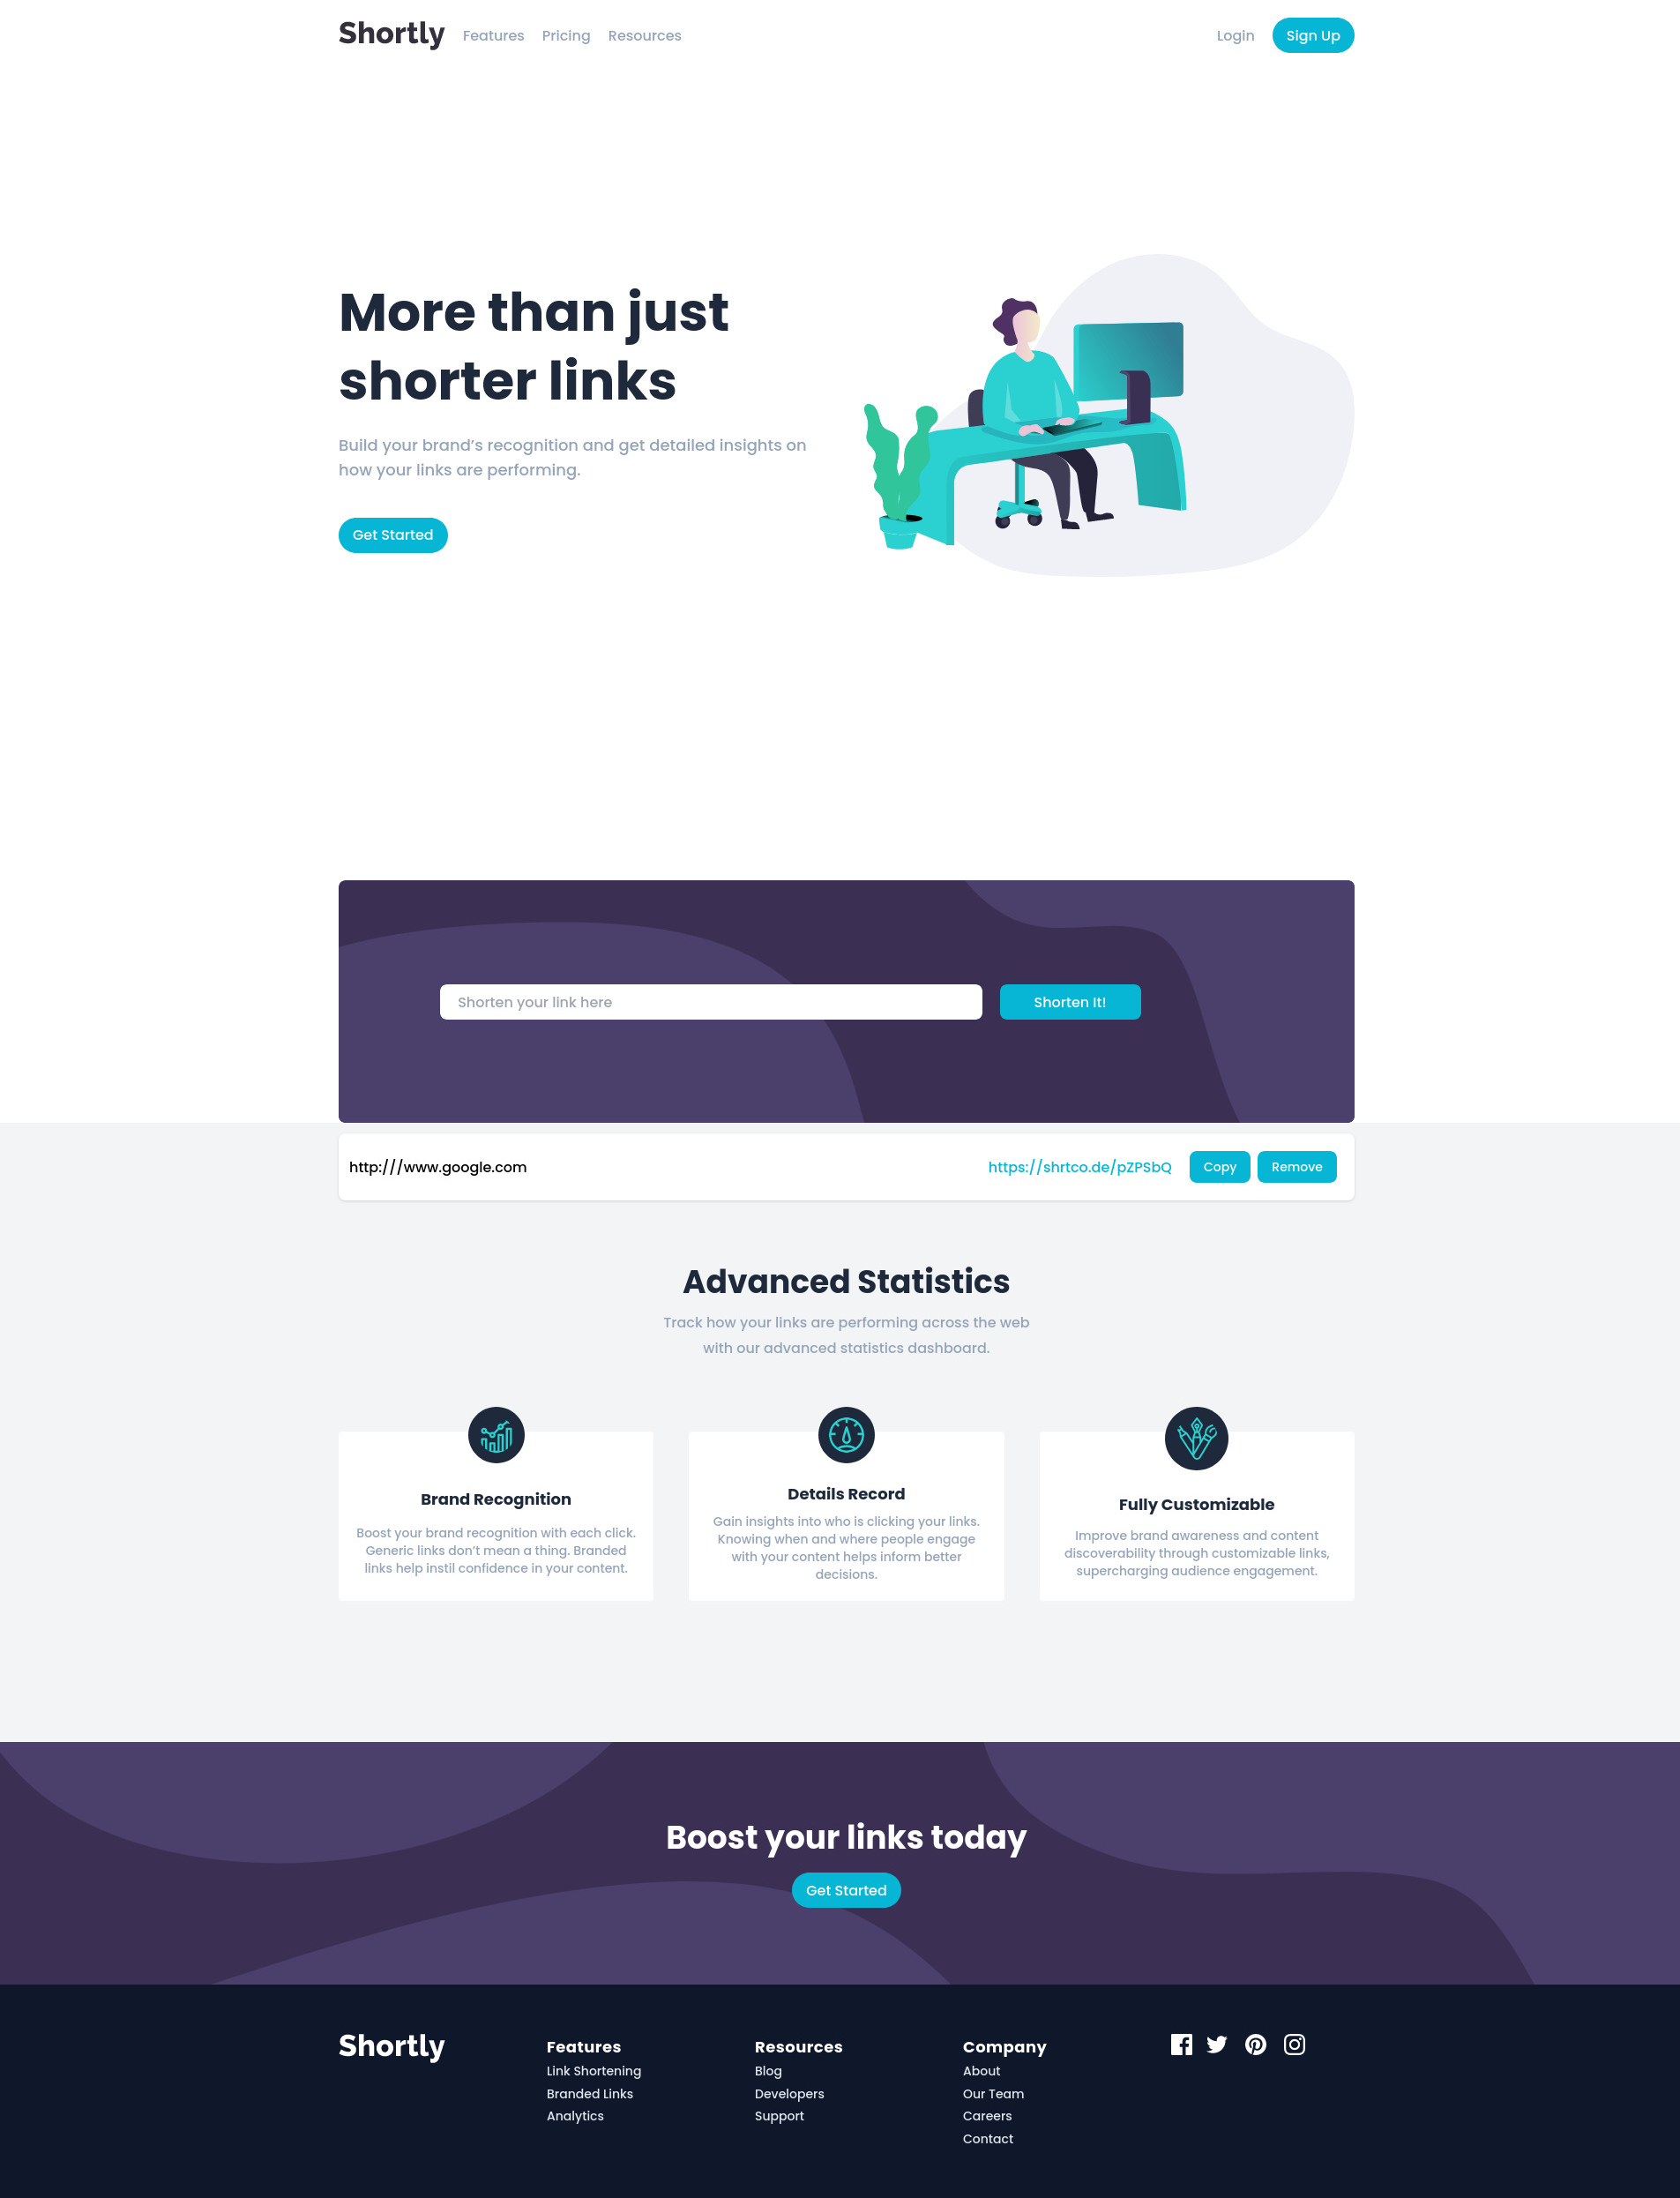 Shortly Features Pricing Resources Login Sign Up
More than just
shorter links
Build your brand’s recognition and get detailed insights on
how your links are performing.
Get Started
Shorten your link here Shorten It!
http:///www.google.com https://shrtco.de/pZPSbQ Copy Remove
Advanced Statistics
Track how your links are performing across the web
with our advanced statistics dashboard.
Brand Recognition
Boost your brand recognition with each click.
Generic links don’t mean a thing. Branded
links help instil confidence in your content.
Details Record
Gain insights into who is clicking your links.
Knowing when and where people engage
with your content helps inform better
decisions.
Fully Customizable
Improve brand awareness and content
discoverability through customizable links,
supercharging audience engagement.
Boost your links today
Get Started
Shortly
Features
Link Shortening
Branded Links
Analytics
Resources
Blog
Developers
Support
Company
About
Our Team
Careers
Contact